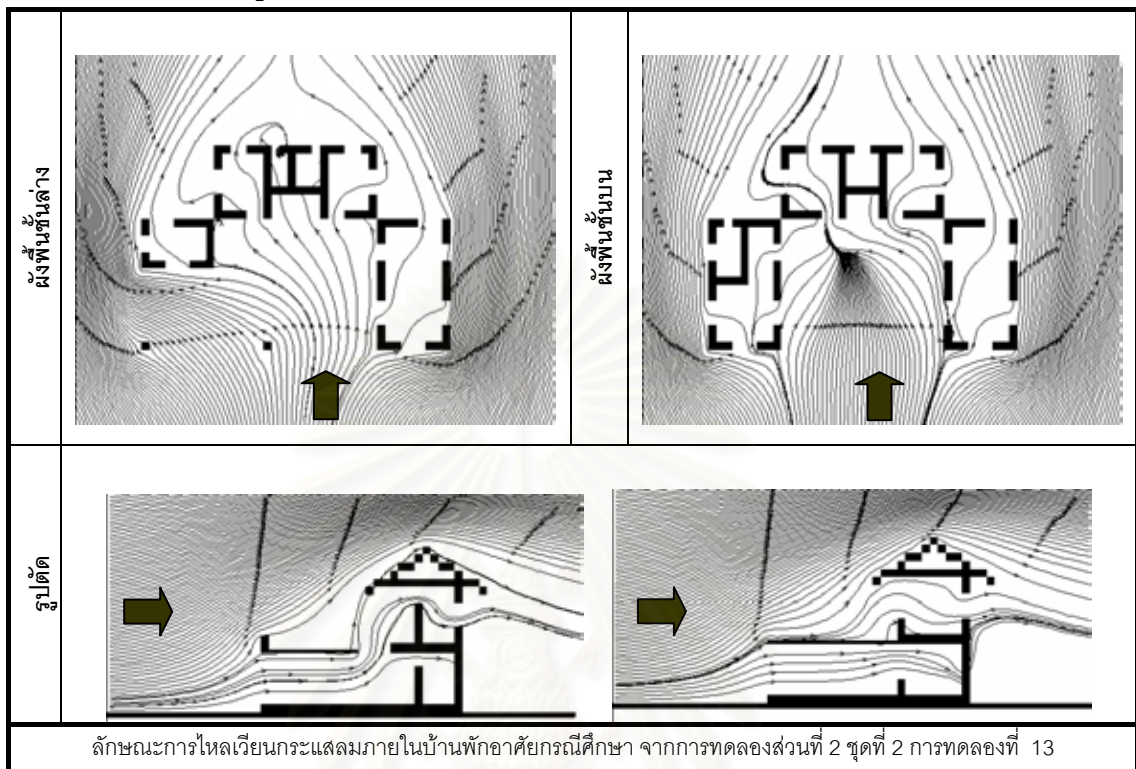 ผังพื้นชั้นล่าง
ผังพื้นชั้นบน
รูปตัด
ลักษณะการไหลเวียนกระแสลมภายในบ้านพักอาศัยกรณีศึกษา จากการทดลองส่วนที่ 2 ชุดที่ 2 การทดลองที่ 13